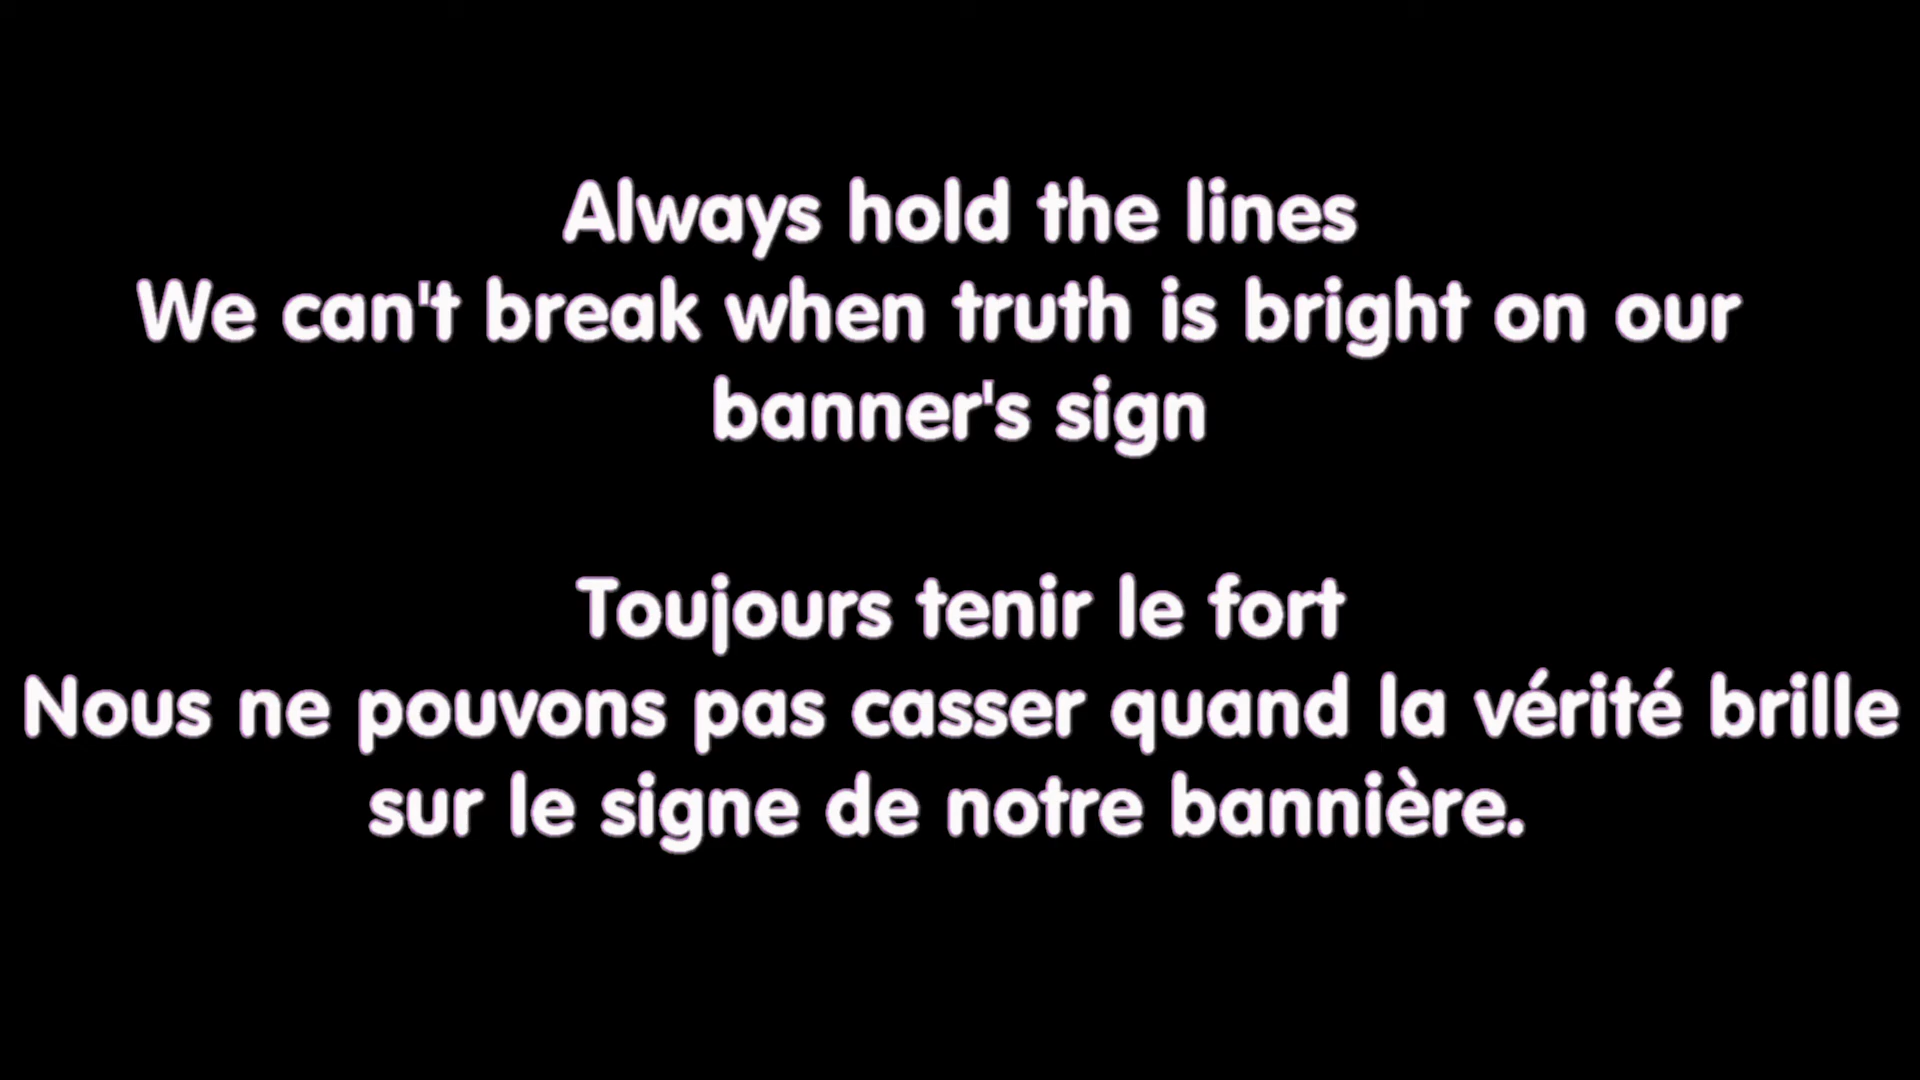 Always hold the lines
We can't break when truth is bright on our
banner's sign
Toujours tenir le fort
Nous ne pouvons pas casser quand la vérité brille
sur le signe de notre bannière.